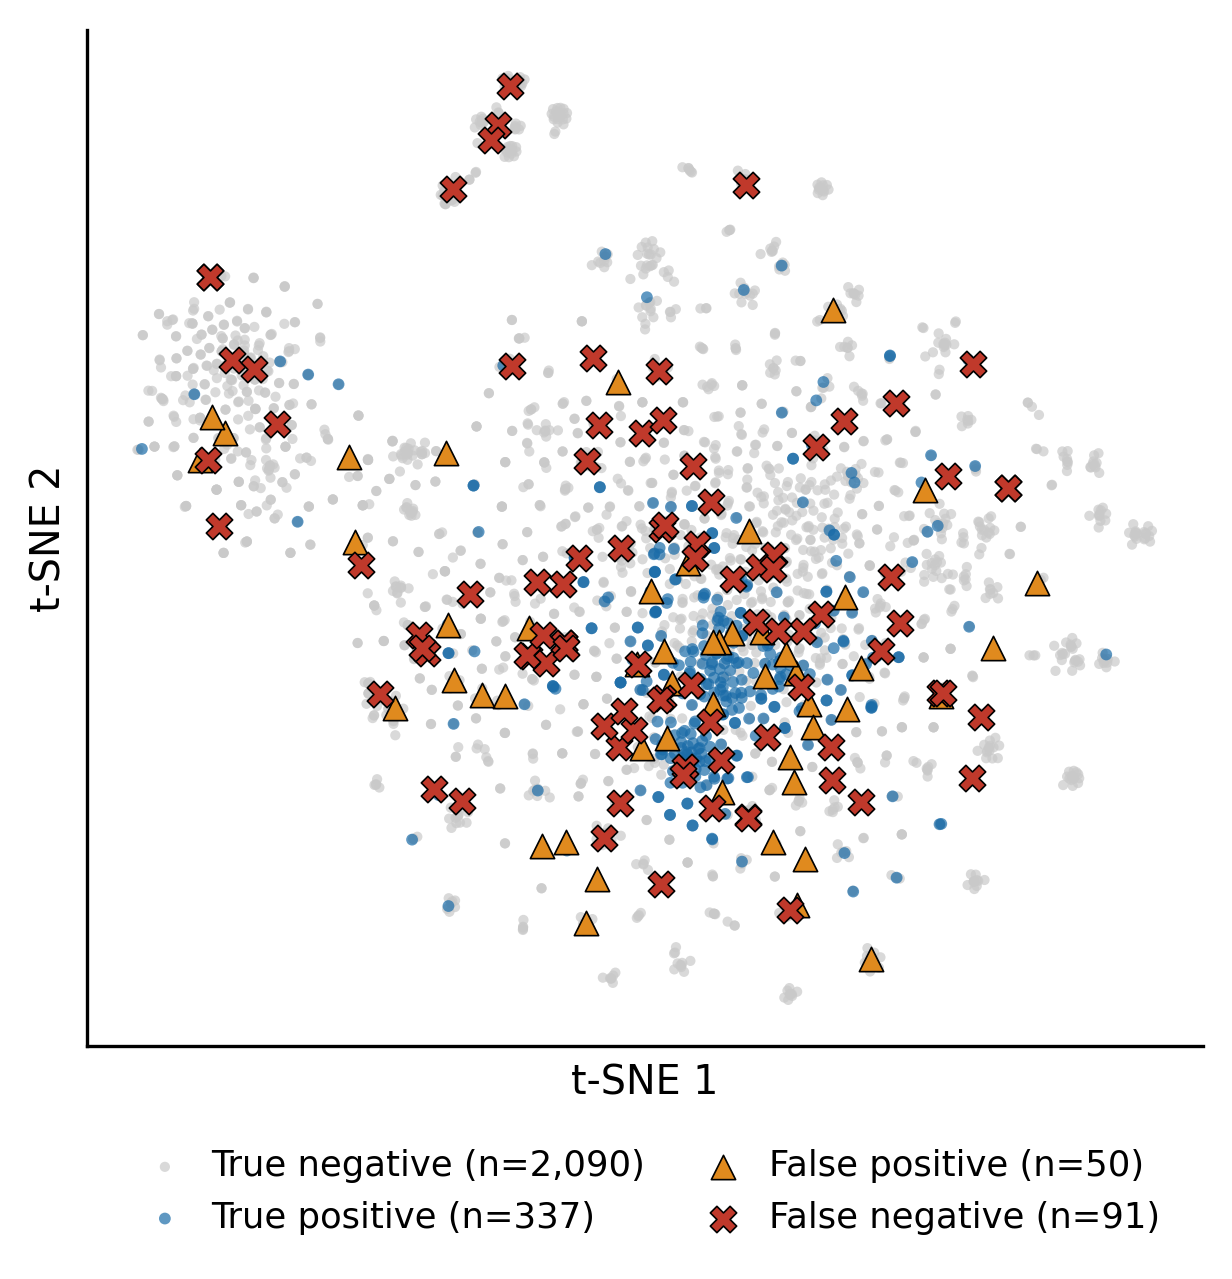 t-SNE 2
t-SNE 1
True negative (n=2,090)
True positive (n=337)
False positive (n=50)
False negative (n=91)